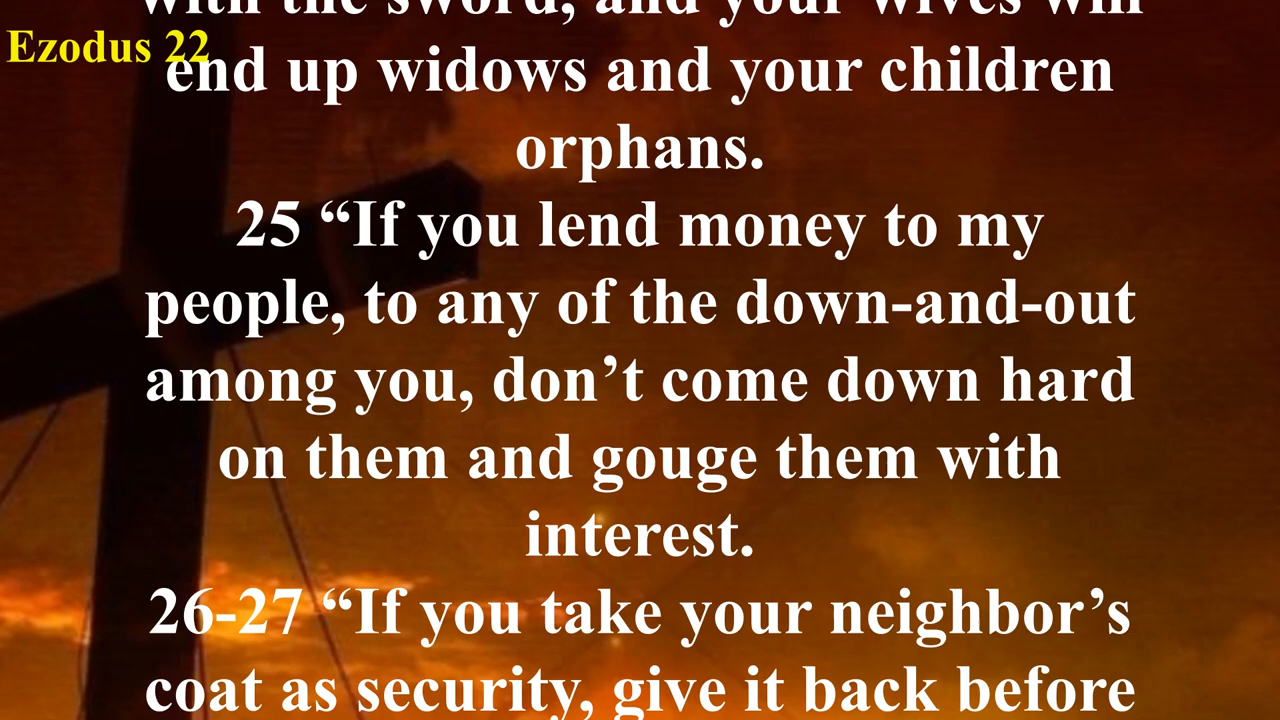 with the sword, and your wives will
Ezodus 22
end up widows and your children
orphans.
25 “If you lend money to my
people, to any of the down-and-out
among you, don’t come down hard
on them and gouge them with
interest.
26-27 “If you take your neighbor’s
coat as security, give it back before